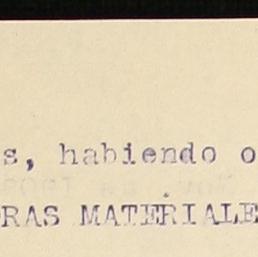 s, habiendo o
RAS MATERIALE